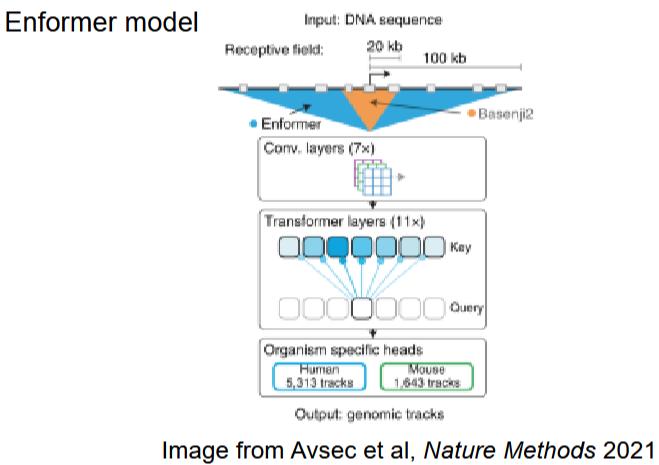 Enformer model
Input: DNA sequence
Receptive field:
20 kb
100 kb
Enformer
Basenji2
Conv. layers (7×)
Transformer layers (11×)
Key
Query
Organism specific heads
Human
5,313 tracks
Mouse
1,643 tracks
Output: genomic tracks
Image from Avsec et al, Nature Methods 2021